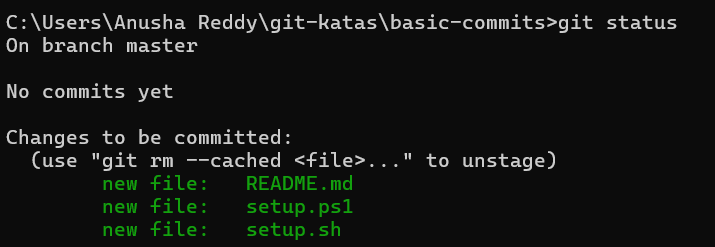 C:\Users\Anusha Reddy\git-katas\basic-commits>git status
On branch master
No commits yet
Changes to be committed:
(use "git rm --cached <file>..." to unstage)
new file:   README.md
new file:   setup.ps1
new file:   setup.sh